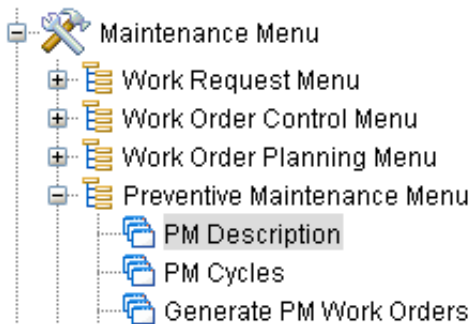 Maintenance Menu
Work Request Menu
Work Order Control Menu
Work Order Planning Menu
Preventive Maintenance Menu
PM Description
PM Cycles
Generate PM Work Orders